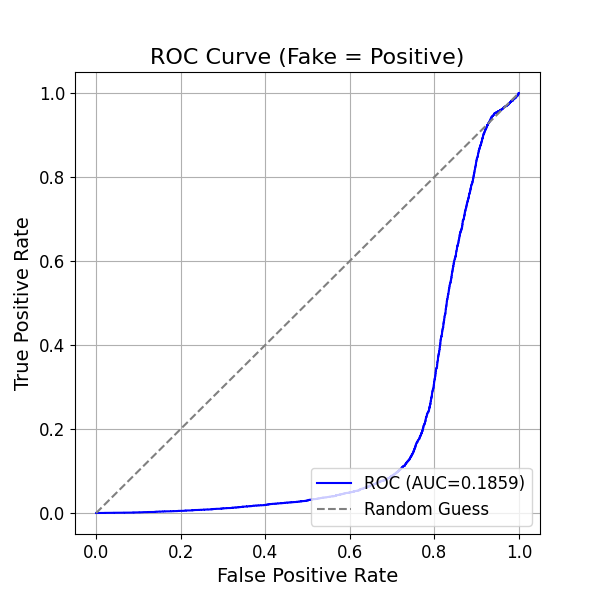 ROC Curve (Fake = Positive)
True Positive Rate
1.0
0.8
0.6
0.4
0.2
0.0
ROC (AUC=0.1859)
Random Guess
0.0 0.2 0.4 0.6 0.8 1.0
False Positive Rate